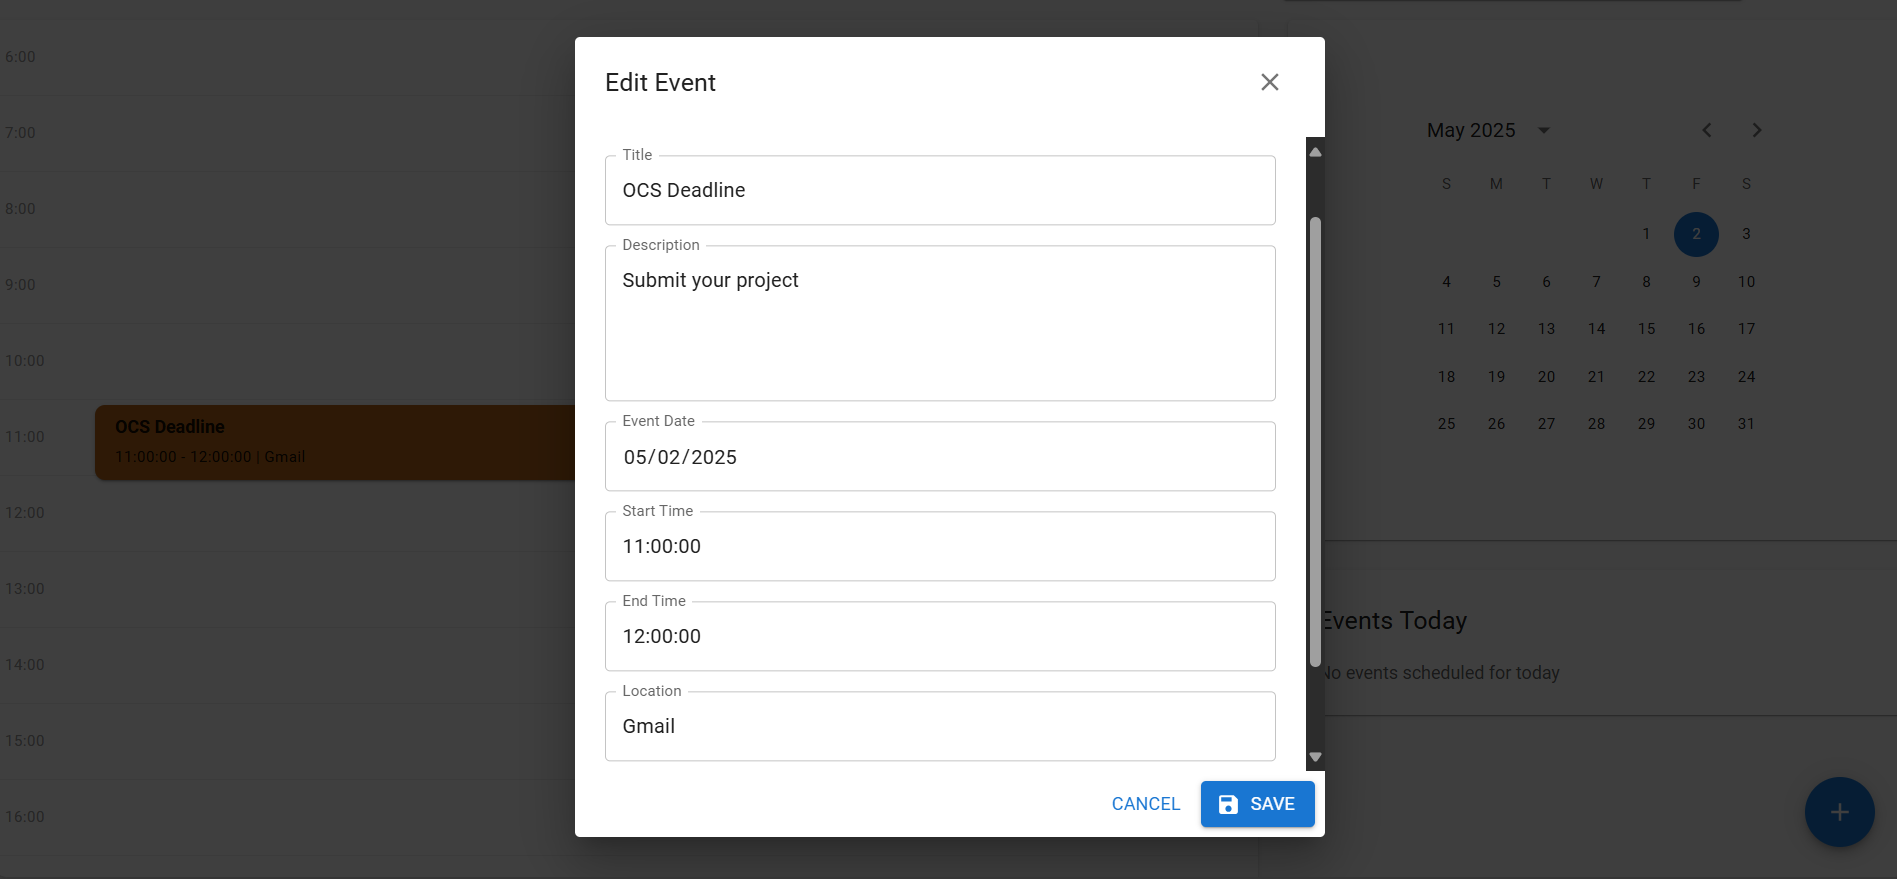 6:00
7:00
8:00
9:00
10:00
11:00
OCS Deadline
11:00:00 - 12:00:00 | Gmail
12:00
13:00
14:00
15:00
16:00
Edit Event
Title
OCS Deadline
Description
Submit your project
Event Date
05/02/2025
Start Time
11:00:00
End Time
12:00:00
Location
Gmail
CANCEL
SAVE
May 2025
S M T W T F S
1 2 3
4 5 6 7 8 9 10
11 12 13 14 15 16 17
18 19 20 21 22 23 24
25 26 27 28 29 30 31
Events Today
No events scheduled for today